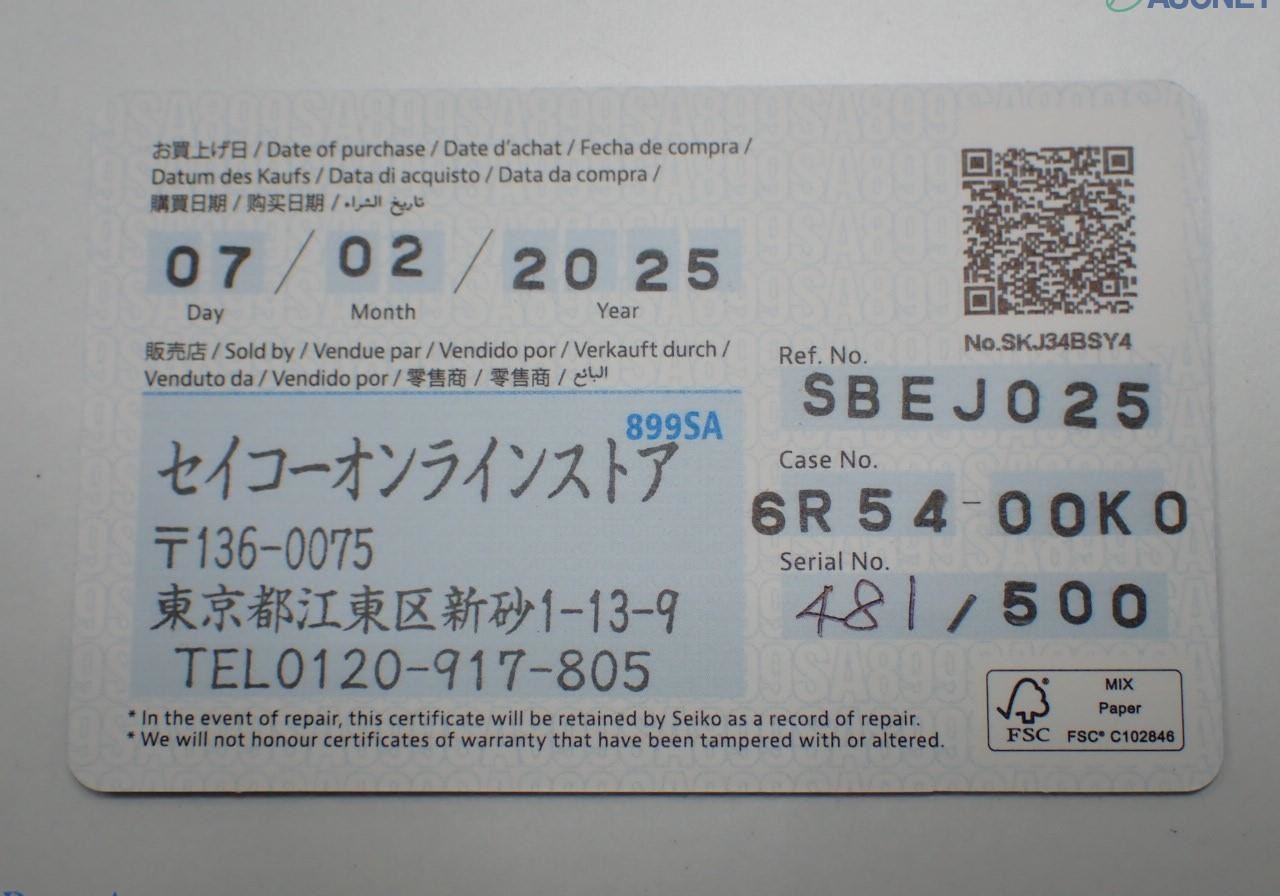 お買上げ日 / Date of purchase / Date d'achat / Fecha de compra /
Datum des Kaufs / Data di acquisto / Data da compra /
購買日期 / 购买日期 / تاريخ الشراء
07 / 02 / 2025
Day Month Year
販売店 / Sold by / Vendue par / Vendido por / Verkauft durch /
Venduto da / Vendido por / 零售商 / 零售商 / البائع
899SA
セイコーオンラインストア
〒136-0075
東京都江東区新砂1-13-9
TEL0120-917-805
* In the event of repair, this certificate will be retained by Seiko as a record of repair.
* We will not honour certificates of warranty that have been tampered with or altered.
No.SKJ34BSY4
Ref. No.
SBEJ025
Case No.
6R54-00K0
Serial No.
481/500
MIX
Paper
FSC® FSC® C102846